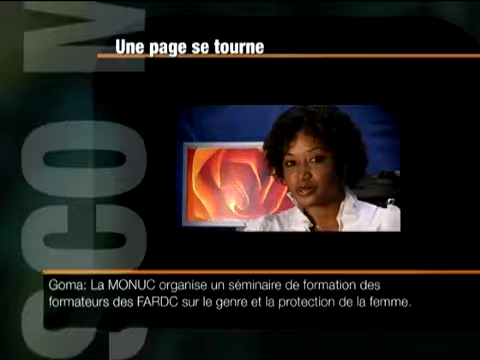 Une page se tourne
SCO M
Goma: La MONUC organise un séminaire de formation des
formateurs des FARDC sur le genre et la protection de la femme.